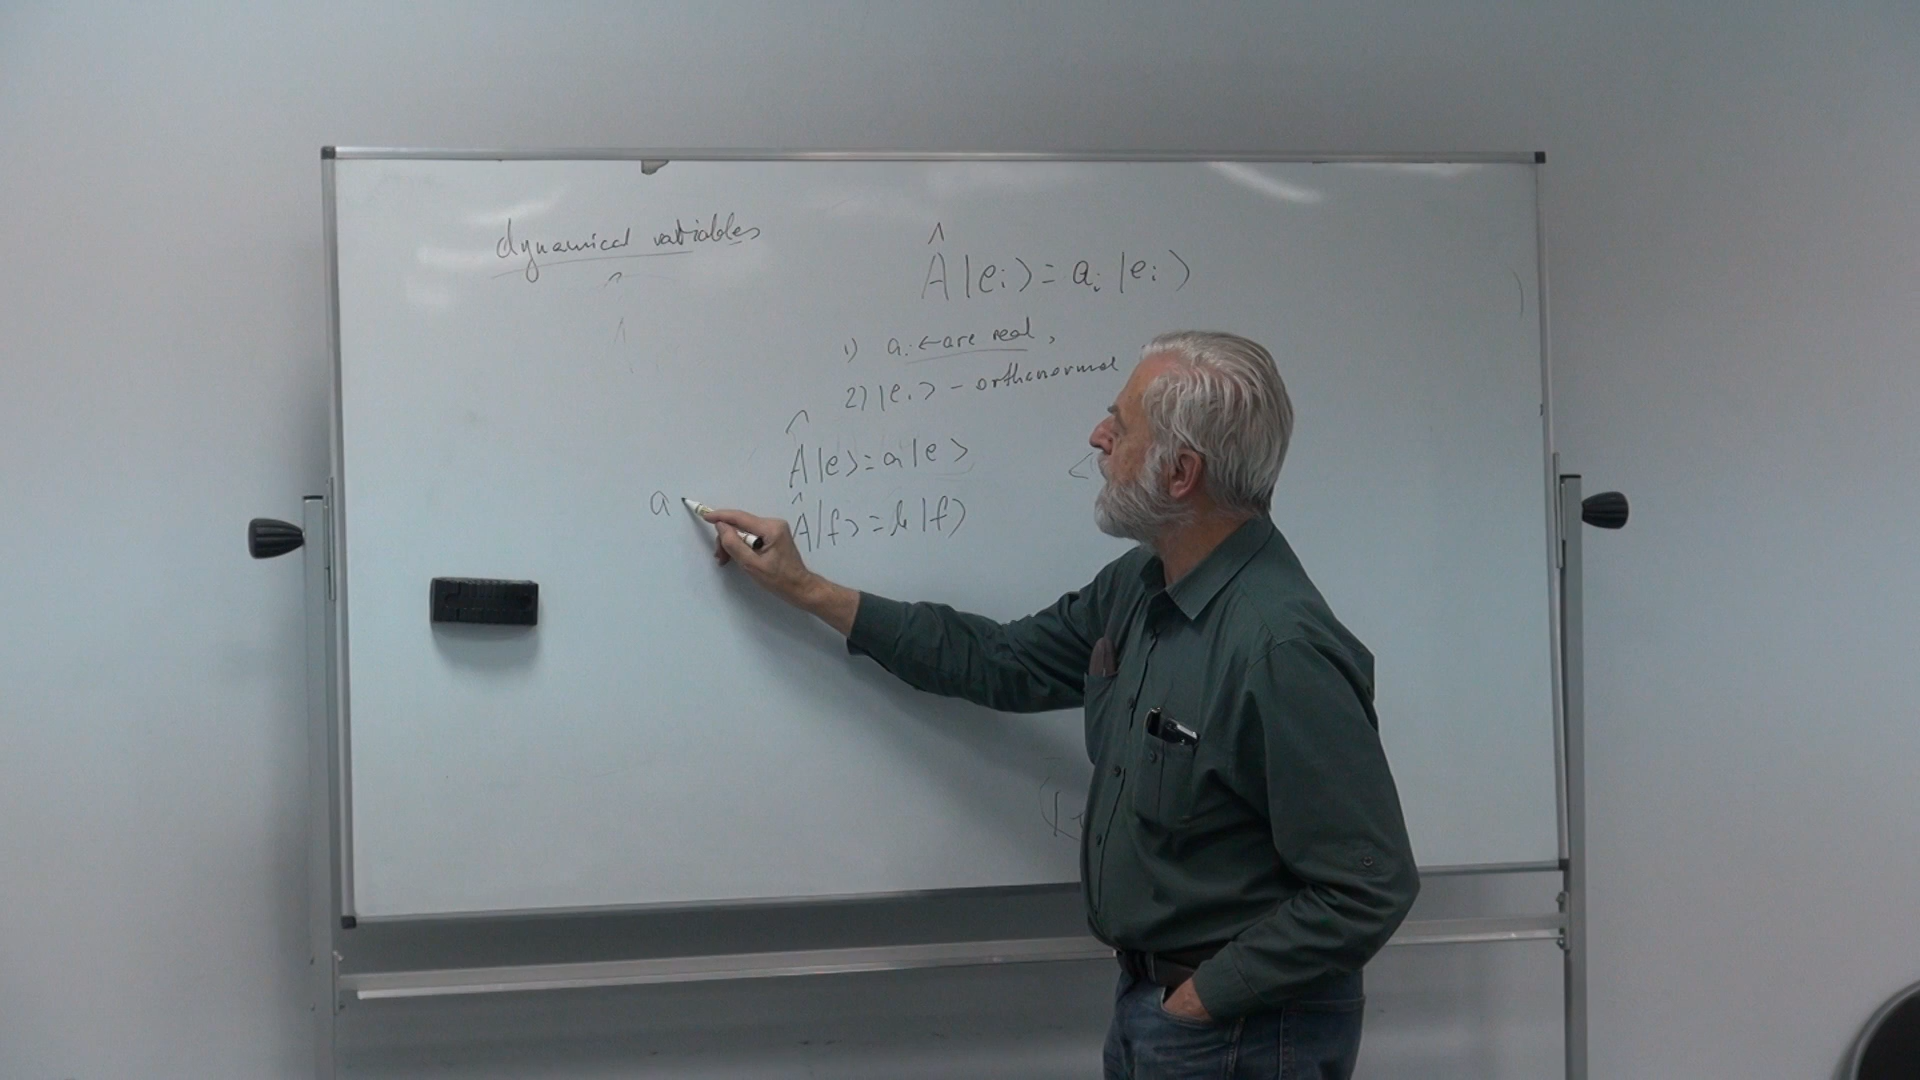 dynamical variables
Â|eᵢ⟩ = aᵢ|eᵢ⟩
1) aᵢ ← are real,
2) |eᵢ⟩ – orthonormal
Â|e⟩ = a|e⟩
a
Â|f⟩ = b|f⟩